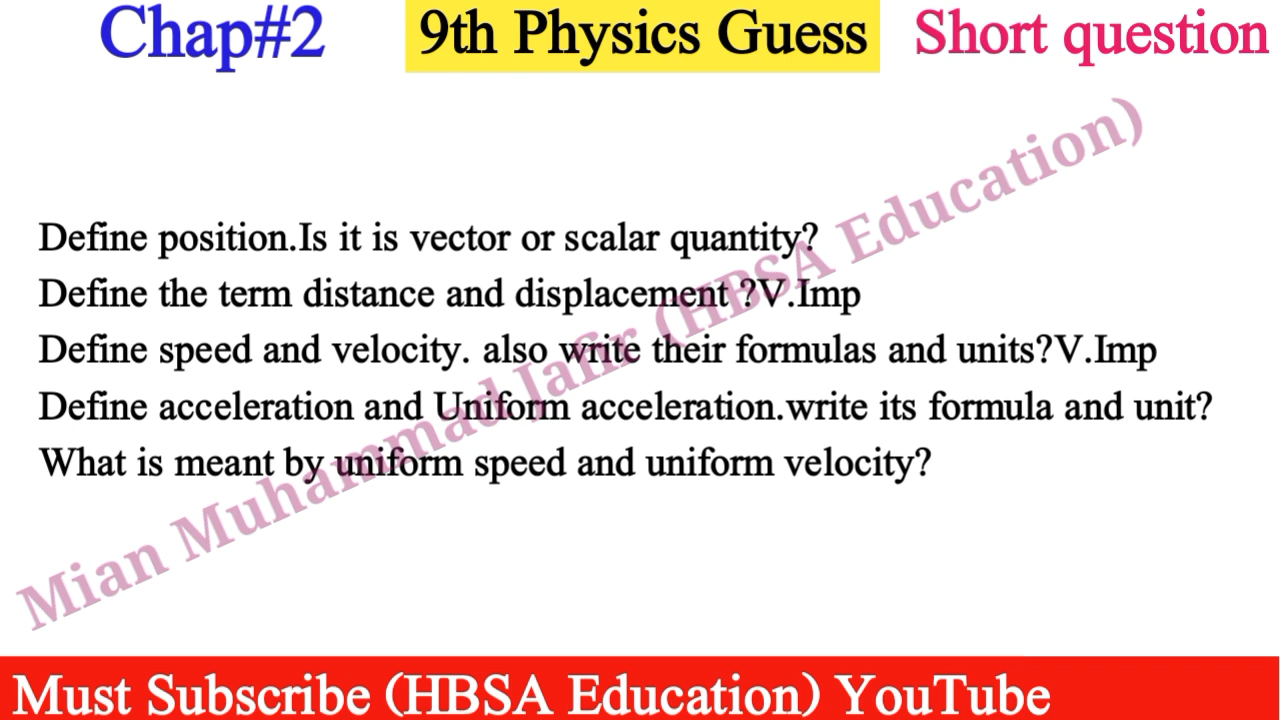 Chap#2 9th Physics Guess Short question
Define position.Is it is vector or scalar quantity?
Define the term distance and displacement ?V.Imp
Define speed and velocity. also write their formulas and units?V.Imp
Define acceleration and Uniform acceleration.write its formula and unit?
What is meant by uniform speed and uniform velocity?
Mian Muhammad Jafir (HBSA Education)
Must Subscribe (HBSA Education) YouTube